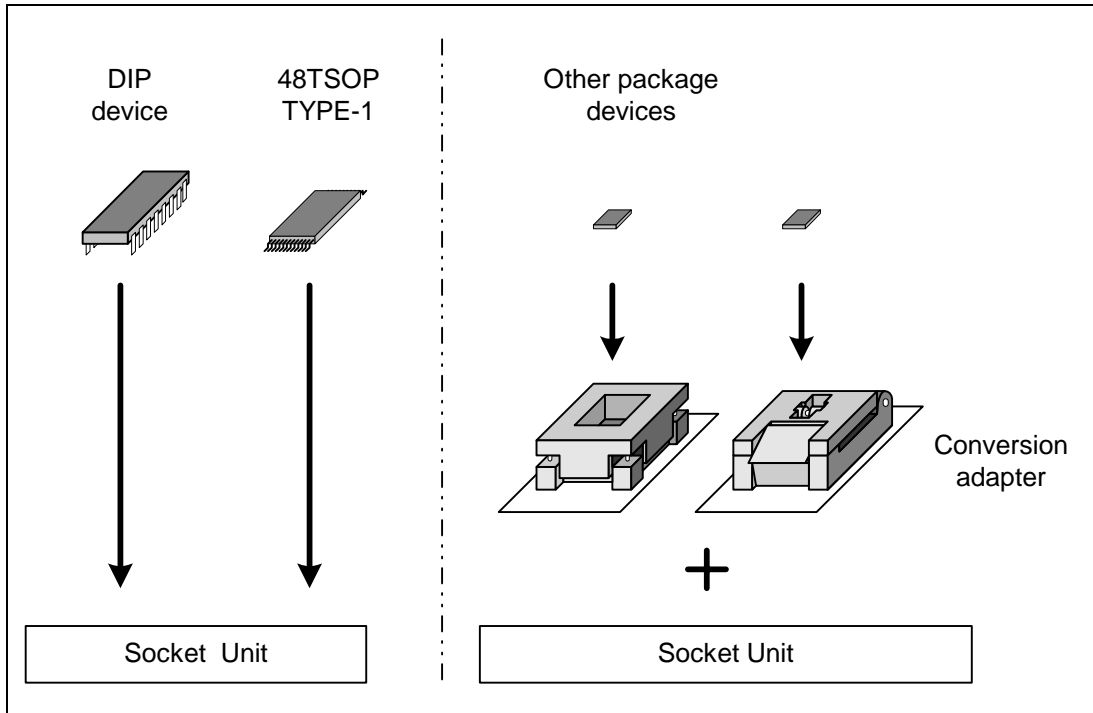 DIP
device
48TSOP
TYPE-1
Other package
devices
Conversion
adapter
Socket Unit
Socket Unit